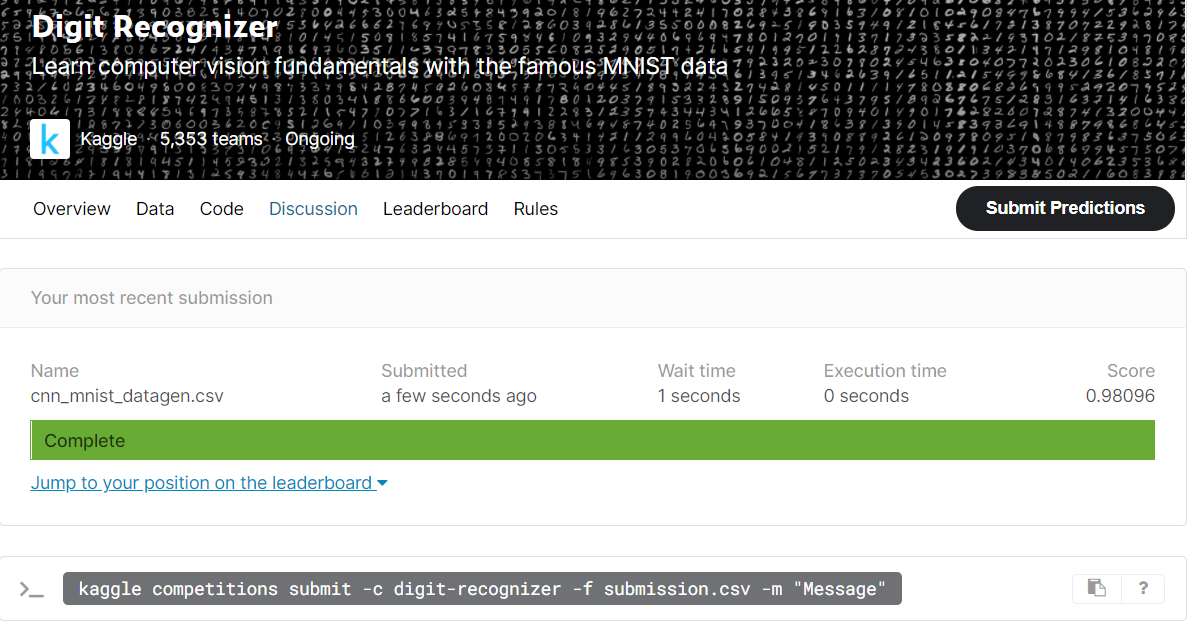 Digit Recognizer
Learn computer vision fundamentals with the famous MNIST data
k Kaggle · 5,353 teams · Ongoing
Overview Data Code Discussion Leaderboard Rules Submit Predictions
Your most recent submission
Name Submitted Wait time Execution time Score
cnn_mnist_datagen.csv a few seconds ago 1 seconds 0 seconds 0.98096
Complete
Jump to your position on the leaderboard
>_ kaggle competitions submit -c digit-recognizer -f submission.csv -m "Message" ?